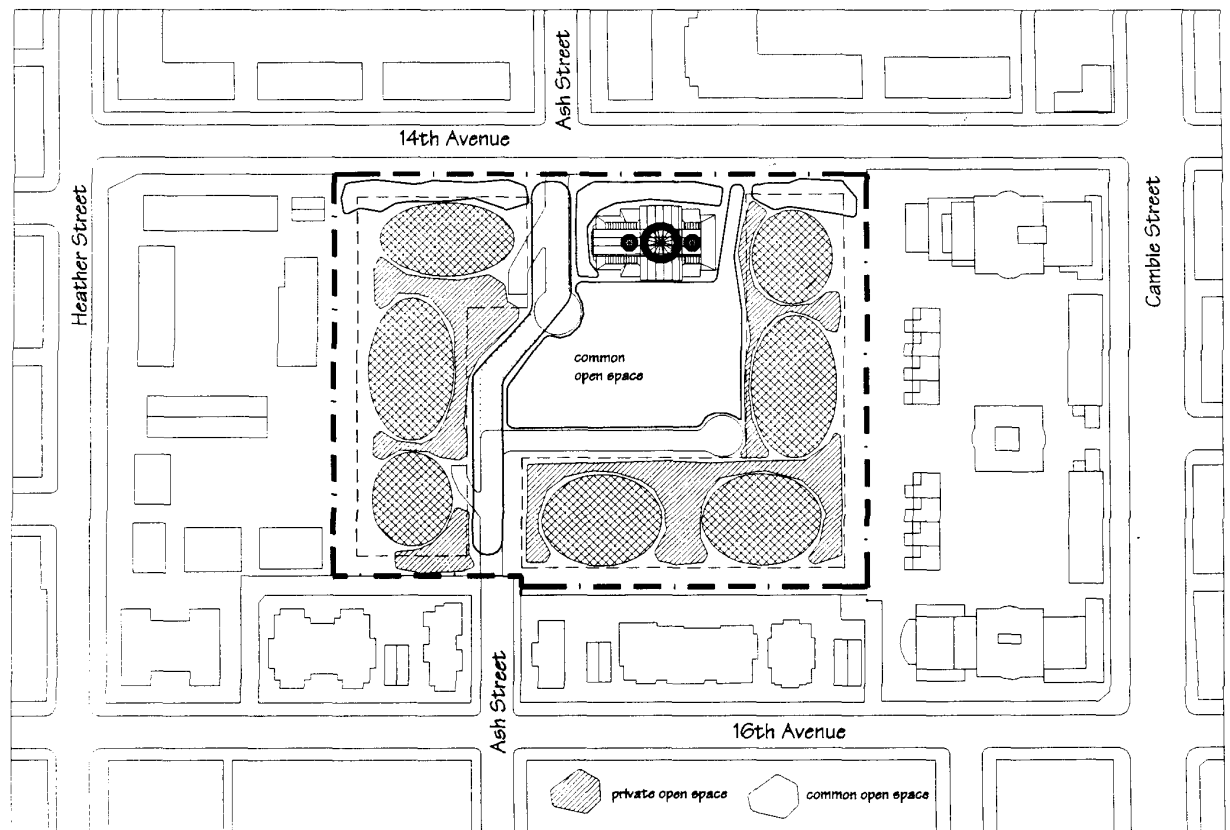 Ash Street
14th Avenue
Heather Street
Cambie Street
common
open space
Ash Street
16th Avenue
private open space
common open space